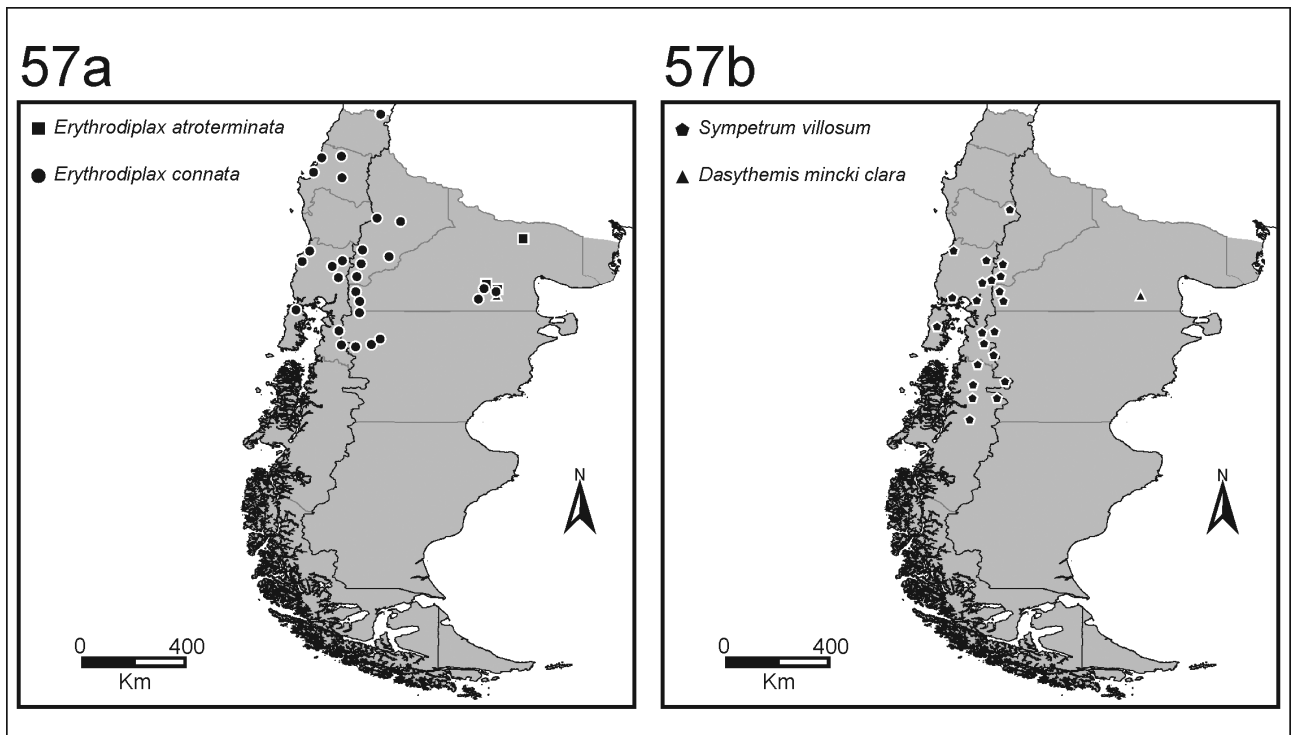 57a
Erythrodiplax atroterminata
Erythrodiplax connata
N
0 400
Km
57b
Sympetrum villosum
Dasythemis mincki clara
N
0 400
Km